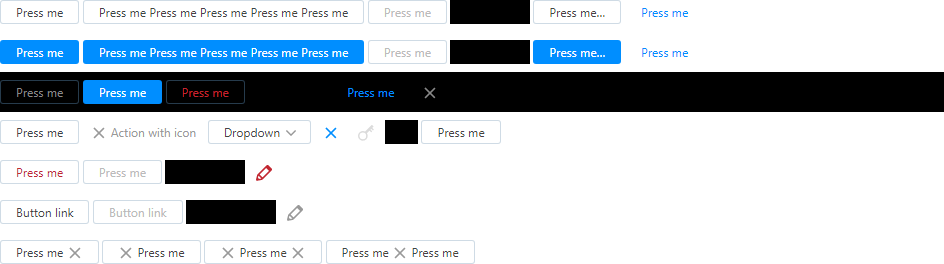 Press me Press me Press me Press me Press me Press me Press me Press me... Press me
Press me Press me Press me Press me Press me Press me Press me Press me... Press me
Press me Press me Press me Press me
Press me Action with icon Dropdown Press me
Press me Press me
Button link Button link
Press me Press me Press me Press me Press me